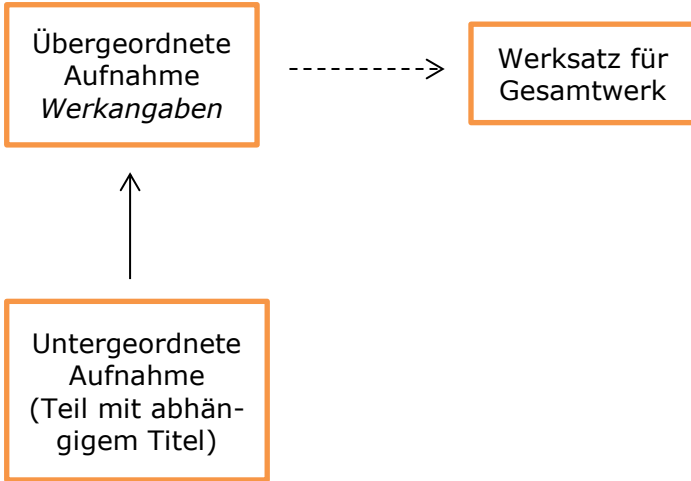 Übergeordnete
Aufnahme
Werkangaben
Werksatz für
Gesamtwerk
Untergeordnete
Aufnahme
(Teil mit abhän-
gigem Titel)